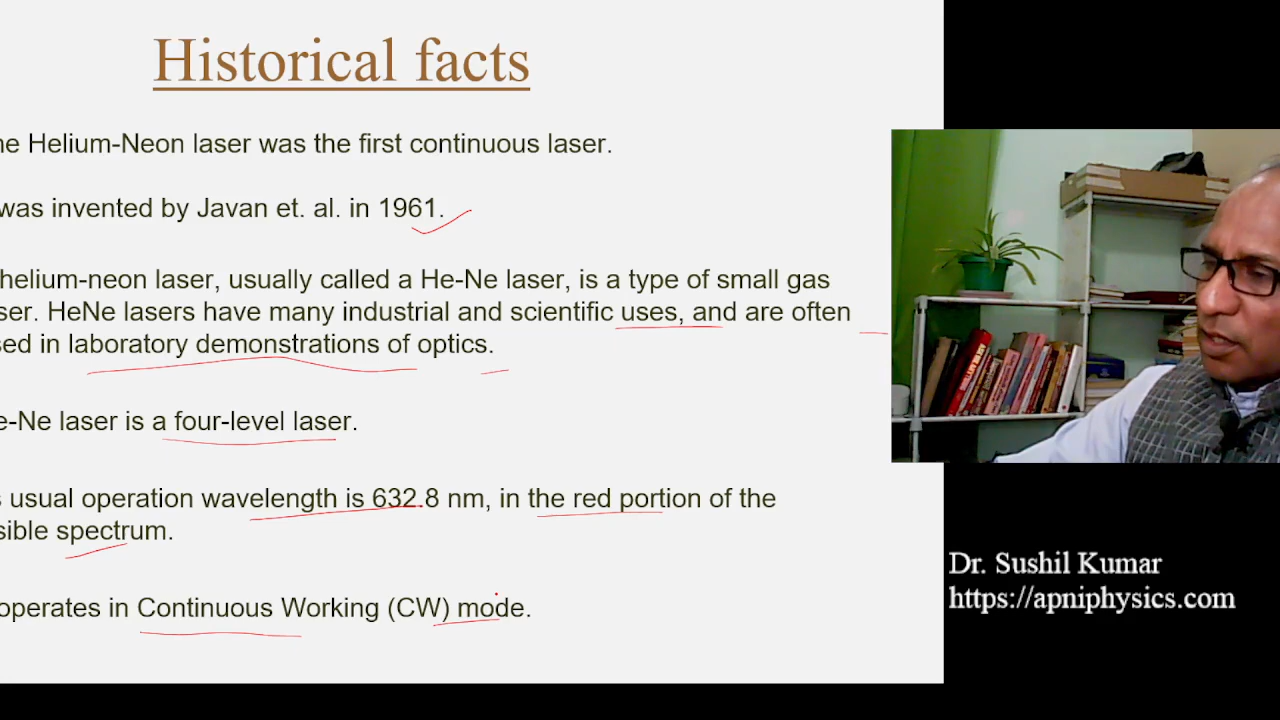 Historical facts
he Helium-Neon laser was the first continuous laser.
was invented by Javan et. al. in 1961.
helium-neon laser, usually called a He-Ne laser, is a type of small gas
ser. HeNe lasers have many industrial and scientific uses, and are often
sed in laboratory demonstrations of optics.
e-Ne laser is a four-level laser.
s usual operation wavelength is 632.8 nm, in the red portion of the
sible spectrum.
operates in Continuous Working (CW) mode.
Dr. Sushil Kumar
https://apniphysics.com